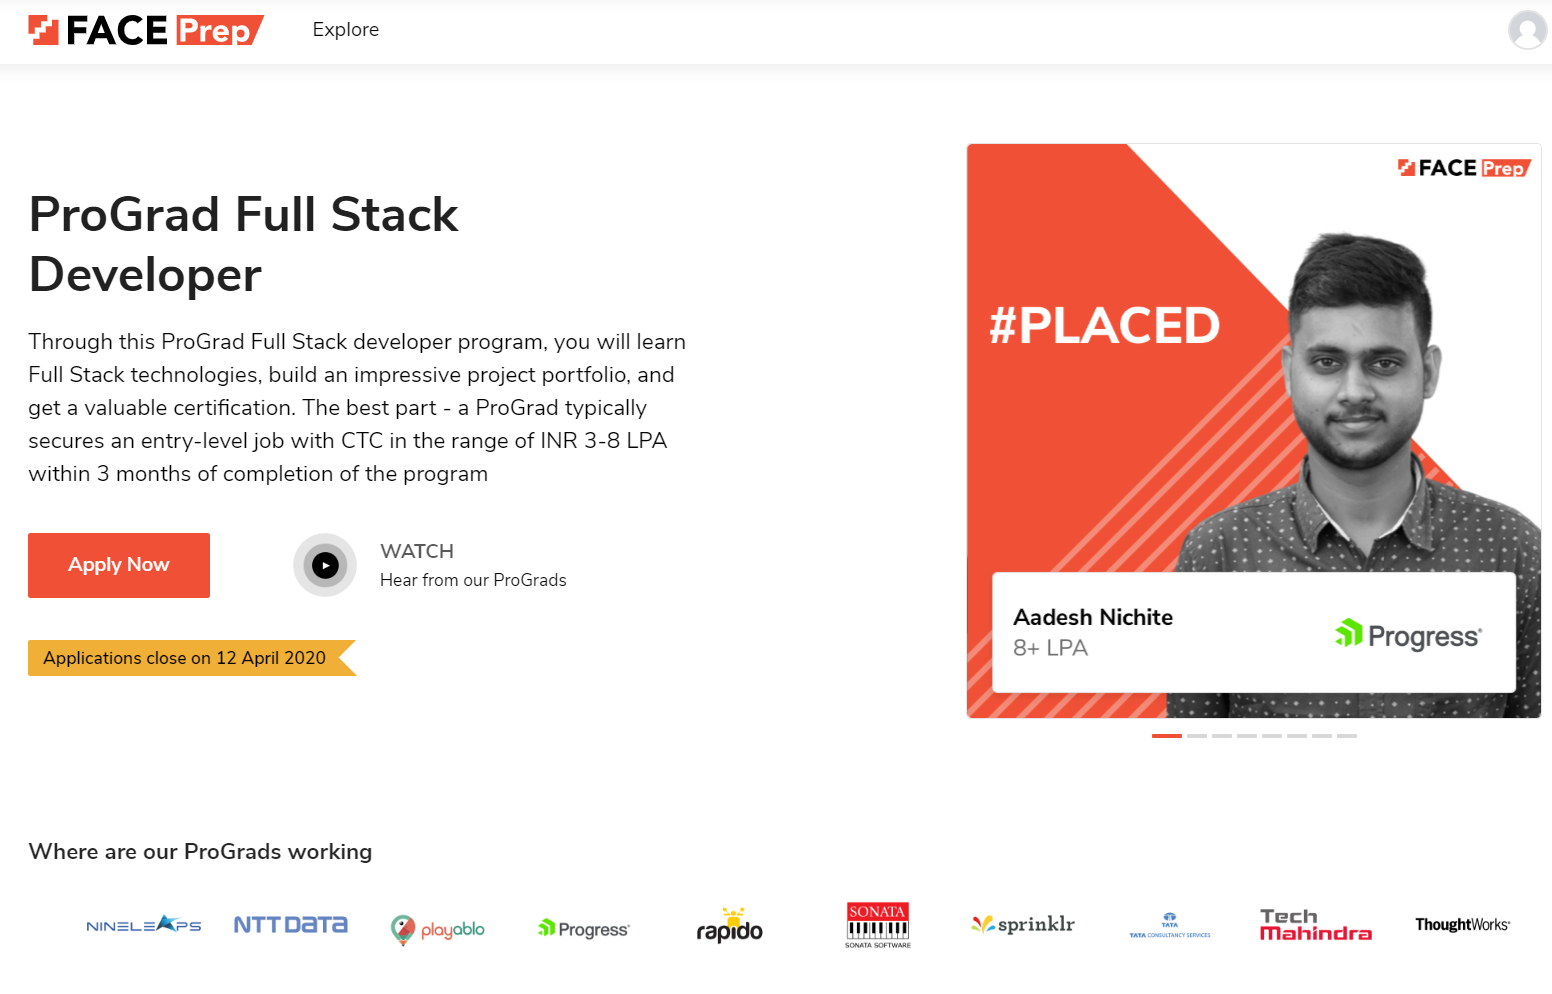 FACE Prep
Explore
ProGrad Full Stack
Developer
Through this ProGrad Full Stack developer program, you will learn
Full Stack technologies, build an impressive project portfolio, and
get a valuable certification. The best part - a ProGrad typically
secures an entry-level job with CTC in the range of INR 3-8 LPA
within 3 months of completion of the program
Apply Now
WATCH
Hear from our ProGrads
Applications close on 12 April 2020
FACE Prep
#PLACED
Aadesh Nichite
8+ LPA
Progress
Where are our ProGrads working
NINELEAPS
NTT DATA
playablo
Progress
rapido
SONATA
SONATA SOFTWARE
sprinklr
TATA
TATA CONSULTANCY SERVICES
Tech
Mahindra
ThoughtWorks